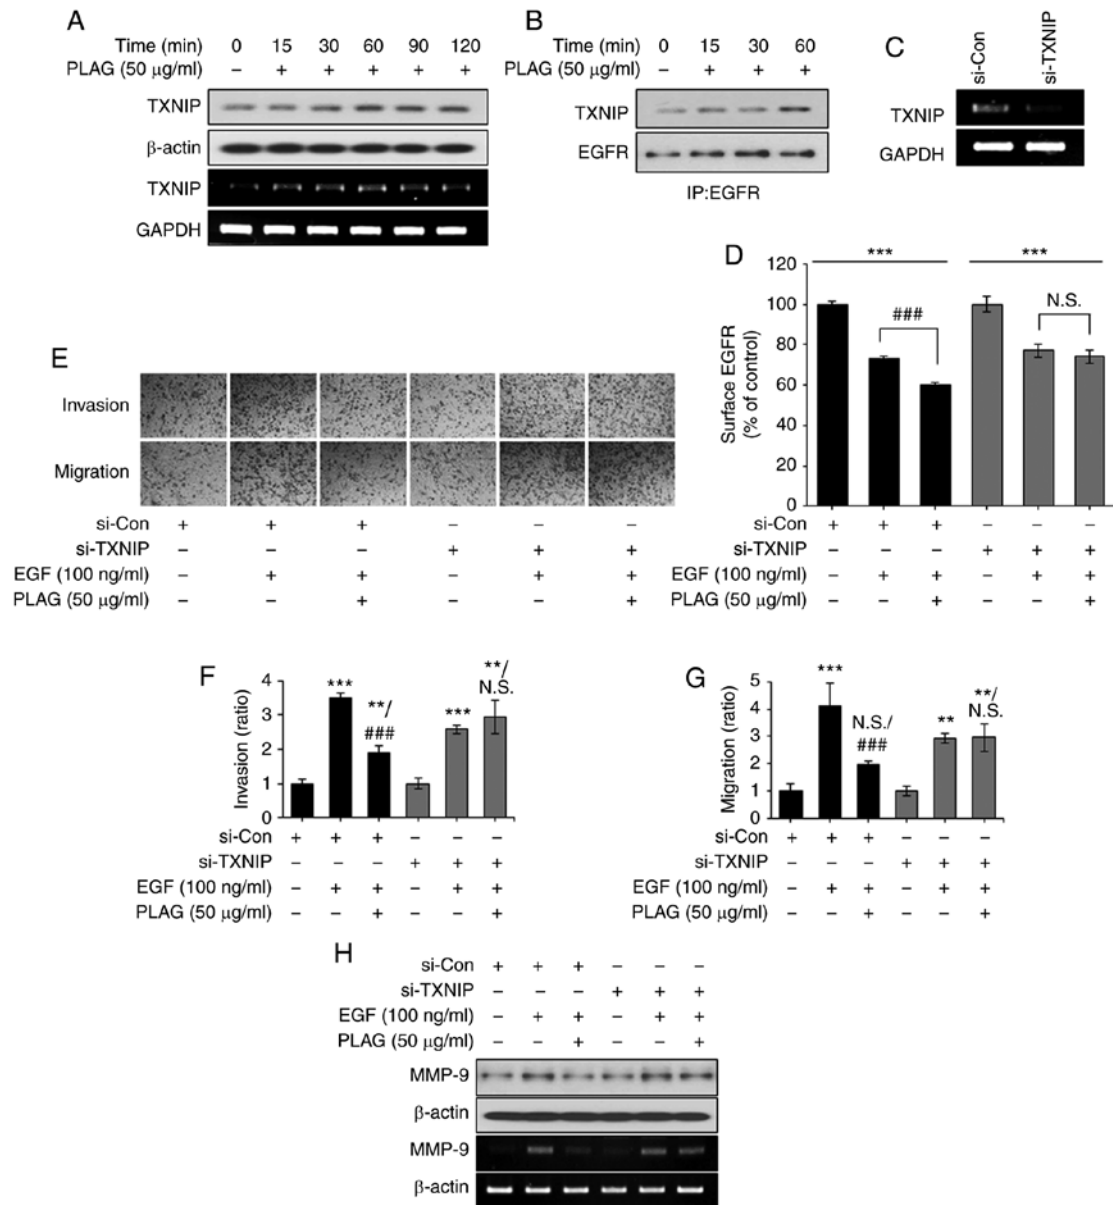 A
Time (min) 0 15 30 60 90 120
PLAG (50 μg/ml) – + + + + +
TXNIP
β-actin
TXNIP
GAPDH
B
Time (min) 0 15 30 60
PLAG (50 μg/ml) – + + +
TXNIP
EGFR
IP:EGFR
C
si-Con
si-TXNIP
TXNIP
GAPDH
D
*** ***
### N.S.
Surface EGFR
(% of control)
120
100
80
60
40
20
0
si-Con + + + – – –
si-TXNIP – – – + + +
EGF (100 ng/ml) – + + – + +
PLAG (50 μg/ml) – – + – – +
E
Invasion
Migration
si-Con + + + – – –
si-TXNIP – – – + + +
EGF (100 ng/ml) – + + – + +
PLAG (50 μg/ml) – – + – – +
F
Invasion (ratio)
4
3
2
1
0
***
**/
###
***
**/
N.S.
si-Con + + + – – –
si-TXNIP – – – + + +
EGF (100 ng/ml) – + + – + +
PLAG (50 μg/ml) – – + – – +
G
Migration (ratio)
5
4
3
2
1
0
***
N.S./
###
**
**/
N.S.
si-Con + + + – – –
si-TXNIP – – – + + +
EGF (100 ng/ml) – + + – + +
PLAG (50 μg/ml) – – + – – +
H
si-Con + + + – – –
si-TXNIP – – – + + +
EGF (100 ng/ml) – + + – + +
PLAG (50 μg/ml) – – + – – +
MMP-9
β-actin
MMP-9
β-actin